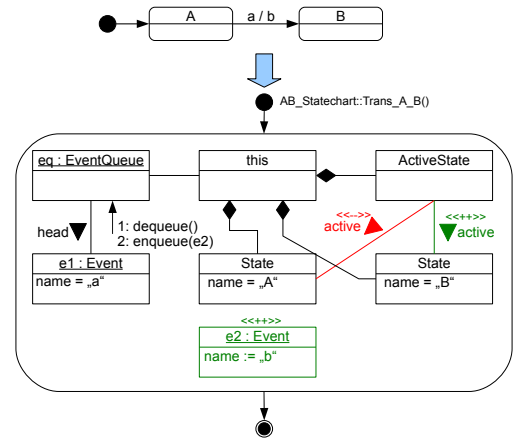 A
a / b
B
AB_Statechart::Trans_A_B()
eq : EventQueue
this
ActiveState
head
1: dequeue()
2: enqueue(e2)
<<-->>
active
<<++>>
active
e1 : Event
name = „a“
State
name = „A“
State
name = „B“
<<++>>
e2 : Event
name := „b“